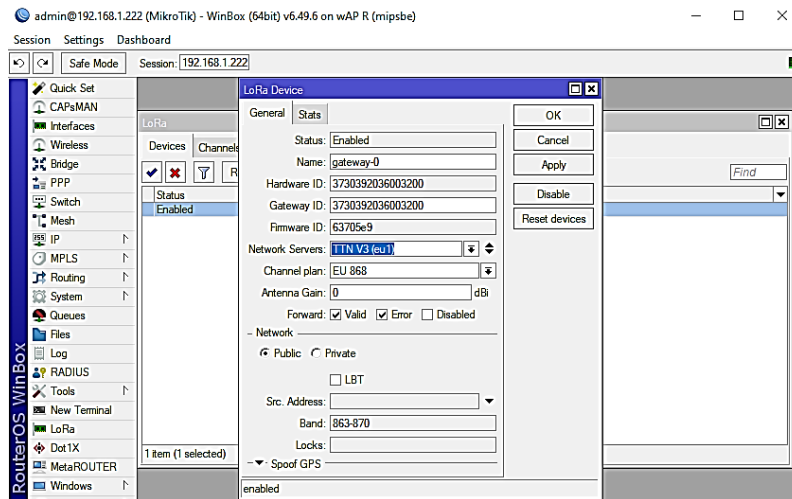 admin@192.168.1.222 (MikroTik) - WinBox (64bit) v6.49.6 on wAP R (mipsbe)
Session Settings Dashboard
Safe Mode Session: 192.168.1.222
Quick Set
CAPsMAN
Interfaces
Wireless
Bridge
PPP
Switch
Mesh
IP
MPLS
Routing
System
Queues
Files
Log
RADIUS
Tools
New Terminal
LoRa
Dot1X
MetaROUTER
Windows
RouterOS WinBox
LoRa
Devices Channels
R
Find
Status
Enabled
1 item (1 selected)
LoRa Device
General Stats
Status: Enabled
Name: gateway-0
Hardware ID: 3730392036003200
Gateway ID: 3730392036003200
Firmware ID: 63705e9
Network Servers: TTN V3 (eu1)
Channel plan: EU 868
Antenna Gain: 0 dBi
Forward: Valid Error Disabled
Network
Public Private
LBT
Src. Address:
Band: 863-870
Locks:
Spoof GPS
enabled
OK
Cancel
Apply
Disable
Reset devices